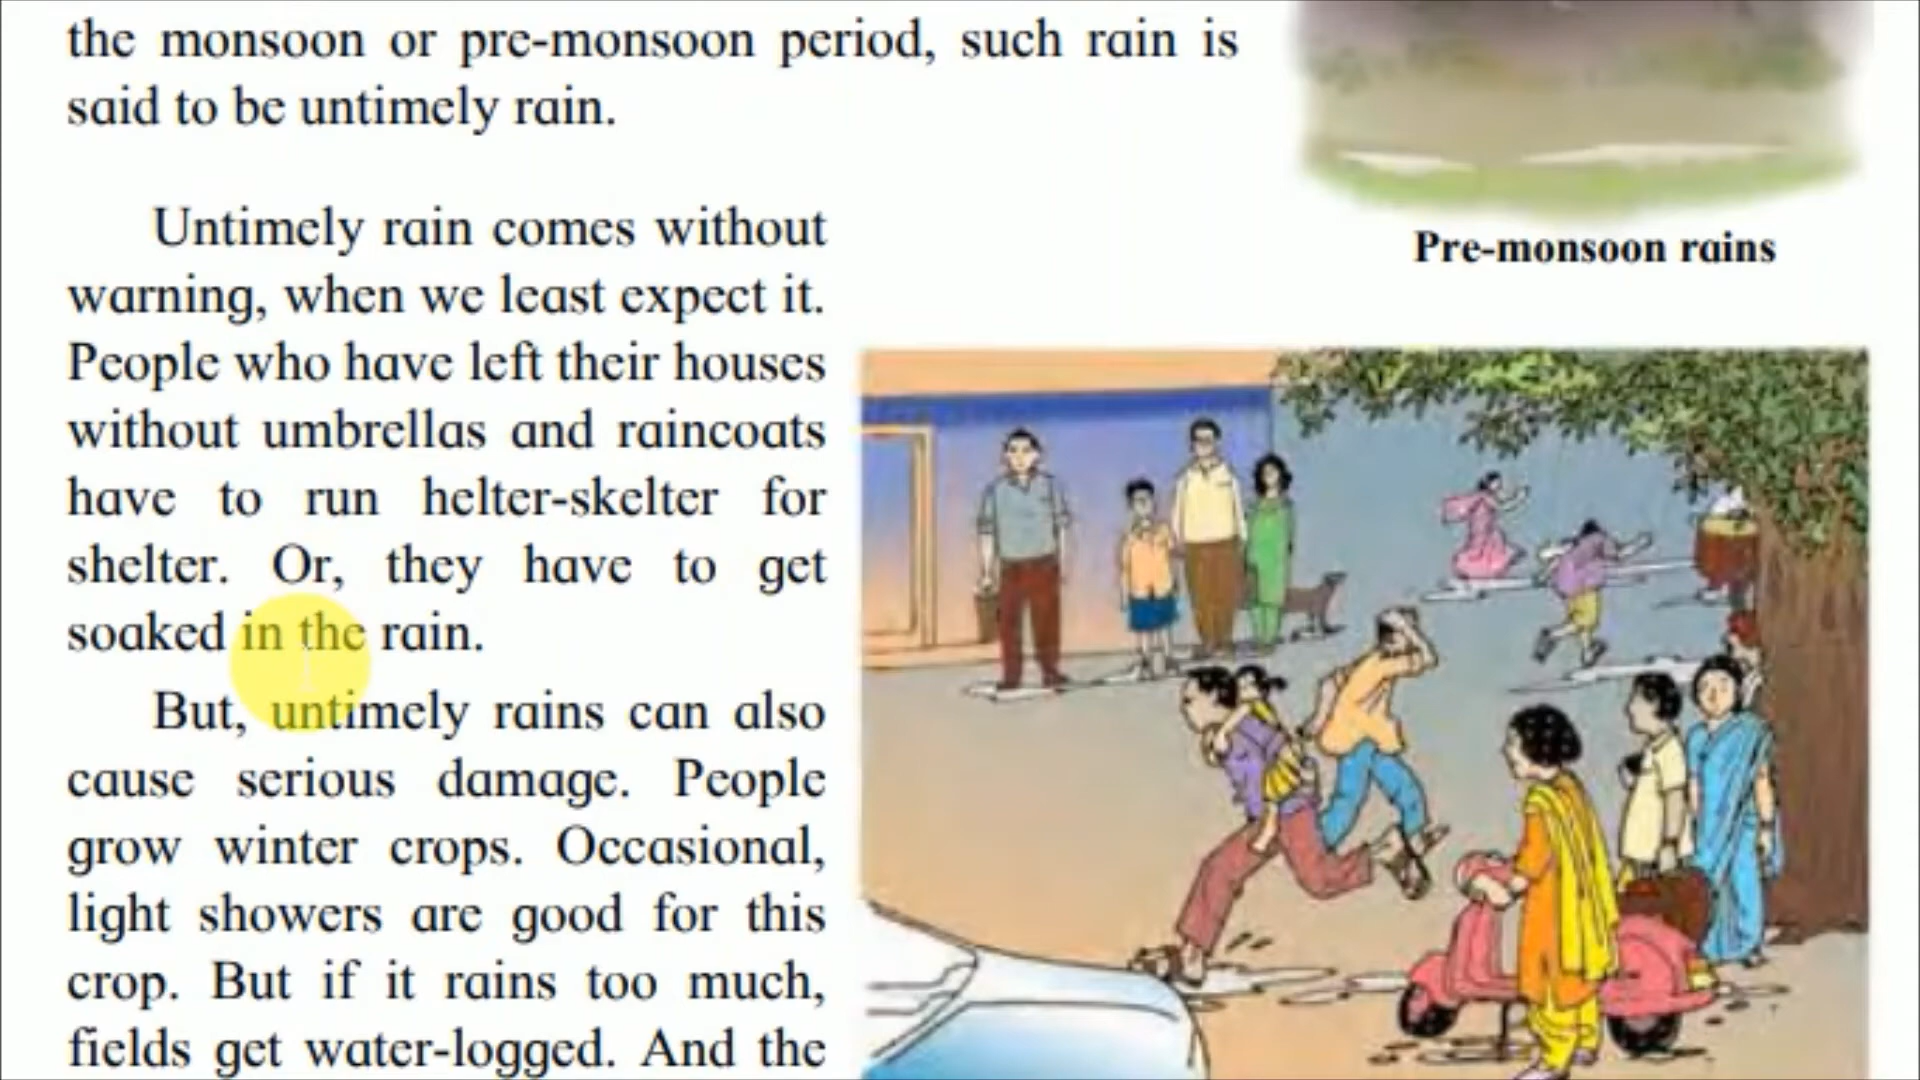 the monsoon or pre-monsoon period, such rain is
said to be untimely rain.
Untimely rain comes without
warning, when we least expect it.
People who have left their houses
without umbrellas and raincoats
have to run helter-skelter for
shelter. Or, they have to get
soaked in the rain.
But, untimely rains can also
cause serious damage. People
grow winter crops. Occasional,
light showers are good for this
crop. But if it rains too much,
fields get water-logged. And the
Pre-monsoon rains